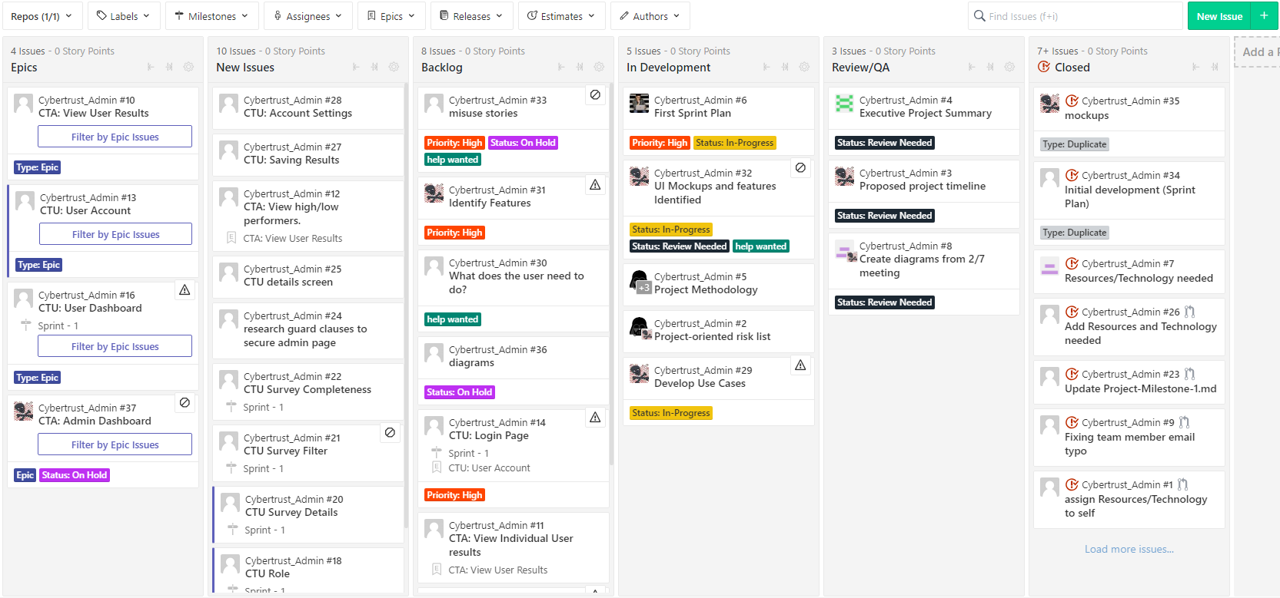 Repos (1/1)
Labels
Milestones
Assignees
Epics
Releases
Estimates
Authors
Find Issues (f+i)
New Issue
+
4 Issues - 0 Story Points
Epics
Cybertrust_Admin #10
CTA: View User Results
Filter by Epic Issues
Type: Epic
Cybertrust_Admin #13
CTU: User Account
Filter by Epic Issues
Type: Epic
Cybertrust_Admin #16
CTU: User Dashboard
Sprint - 1
Filter by Epic Issues
Type: Epic
Cybertrust_Admin #37
CTA: Admin Dashboard
Filter by Epic Issues
Epic Status: On Hold
10 Issues - 0 Story Points
New Issues
Cybertrust_Admin #28
CTU: Account Settings
Cybertrust_Admin #27
CTU: Saving Results
Cybertrust_Admin #12
CTA: View high/low
performers.
CTA: View User Results
Cybertrust_Admin #25
CTU details screen
Cybertrust_Admin #24
research guard clauses to
secure admin page
Cybertrust_Admin #22
CTU Survey Completeness
Sprint - 1
Cybertrust_Admin #21
CTU Survey Filter
Sprint - 1
Cybertrust_Admin #20
CTU Survey Details
Sprint - 1
Cybertrust_Admin #18
CTU Role
Sprint - 1
8 Issues - 0 Story Points
Backlog
Cybertrust_Admin #33
misuse stories
Priority: High Status: On Hold
help wanted
Cybertrust_Admin #31
Identify Features
Priority: High
Cybertrust_Admin #30
What does the user need to
do?
help wanted
Cybertrust_Admin #36
diagrams
Status: On Hold
Cybertrust_Admin #14
CTU: Login Page
Sprint - 1
CTU: User Account
Priority: High
Cybertrust_Admin #11
CTA: View Individual User
results
CTA: View User Results
5 Issues - 0 Story Points
In Development
Cybertrust_Admin #6
First Sprint Plan
Priority: High Status: In-Progress
Cybertrust_Admin #32
UI Mockups and features
Identified
Status: In-Progress
Status: Review Needed help wanted
+3
Cybertrust_Admin #5
Project Methodology
Cybertrust_Admin #2
Project-oriented risk list
Cybertrust_Admin #29
Develop Use Cases
Status: In-Progress
3 Issues - 0 Story Points
Review/QA
Cybertrust_Admin #4
Executive Project Summary
Status: Review Needed
Cybertrust_Admin #3
Proposed project timeline
Status: Review Needed
Cybertrust_Admin #8
Create diagrams from 2/7
meeting
Status: Review Needed
7+ Issues - 0 Story Points
Closed
Cybertrust_Admin #35
mockups
Type: Duplicate
Cybertrust_Admin #34
Initial development (Sprint
Plan)
Type: Duplicate
Cybertrust_Admin #7
Resources/Technology needed
Cybertrust_Admin #26
Add Resources and Technology
needed
Cybertrust_Admin #23
Update Project-Milestone-1.md
Cybertrust_Admin #9
Fixing team member email
typo
Cybertrust_Admin #1
assign Resources/Technology
to self
Load more issues...
Add a